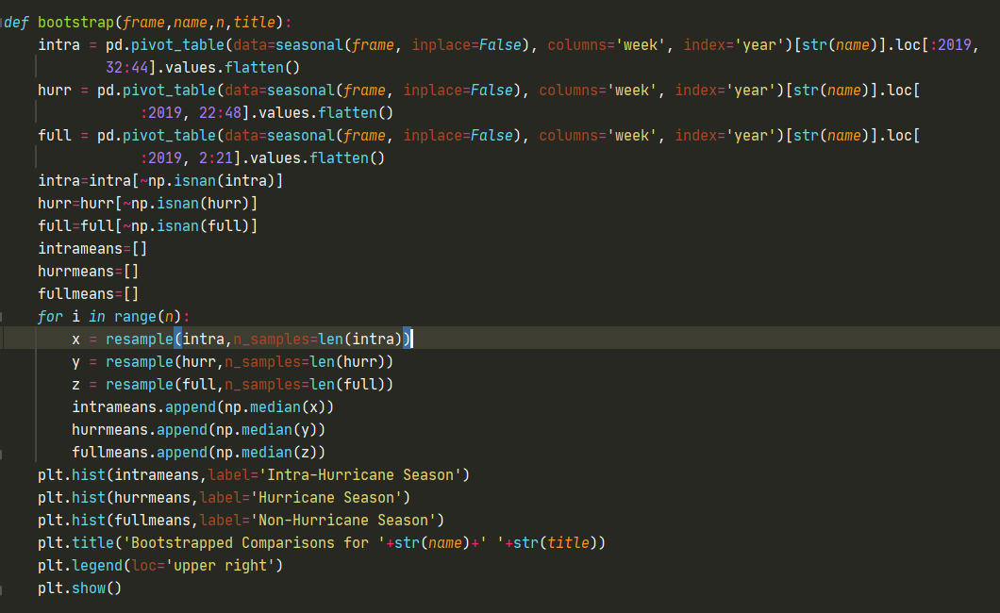 def bootstrap(frame,name,n,title):
    intra = pd.pivot_table(data=seasonal(frame, inplace=False), columns='week', index='year')[str(name)].loc[:2019,
            32:44].values.flatten()
    hurr = pd.pivot_table(data=seasonal(frame, inplace=False), columns='week', index='year')[str(name)].loc[
                :2019, 22:48].values.flatten()
    full = pd.pivot_table(data=seasonal(frame, inplace=False), columns='week', index='year')[str(name)].loc[
                :2019, 2:21].values.flatten()
    intra=intra[~np.isnan(intra)]
    hurr=hurr[~np.isnan(hurr)]
    full=full[~np.isnan(full)]
    intrameans=[]
    hurrmeans=[]
    fullmeans=[]
    for i in range(n):
        x = resample(intra,n_samples=len(intra))
        y = resample(hurr,n_samples=len(hurr))
        z = resample(full,n_samples=len(full))
        intrameans.append(np.median(x))
        hurrmeans.append(np.median(y))
        fullmeans.append(np.median(z))
    plt.hist(intrameans,label='Intra-Hurricane Season')
    plt.hist(hurrmeans,label='Hurricane Season')
    plt.hist(fullmeans,label='Non-Hurricane Season')
    plt.title('Bootstrapped Comparisons for '+str(name)+' '+str(title))
    plt.legend(loc='upper right')
    plt.show()